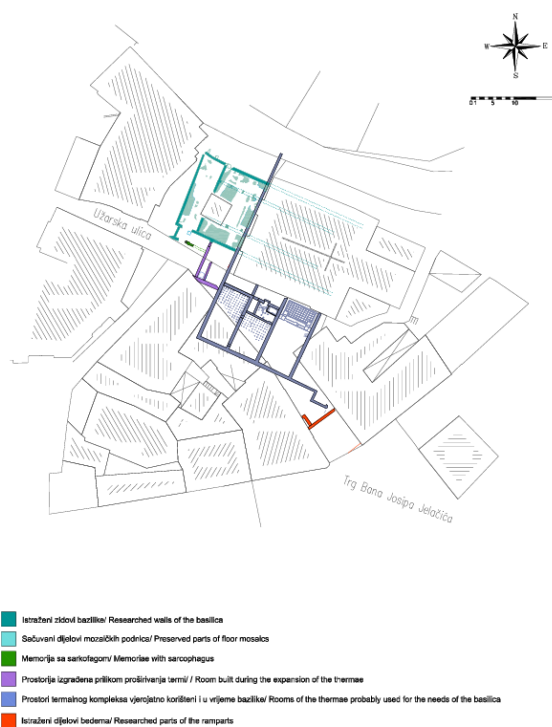 N
W E
S
0 1 5 10
Užarska ulica
Trg Bana Josipa Jelačića
Istraženi zidovi bazilike/ Researched walls of the basilica
Sačuvani dijelovi mozaičkih podnica/ Preserved parts of floor mosaics
Memorija sa sarkofagom/ Memoriae with sarcophagus
Prostorija izgrađena prilikom proširivanja termi/ / Room built during the expansion of the thermae
Prostori termalnog kompleksa vjerojatno korišteni i u vrijeme bazilike/ Rooms of the thermae probably used for the needs of the basilica
Istraženi dijelovi bedema/ Researched parts of the ramparts